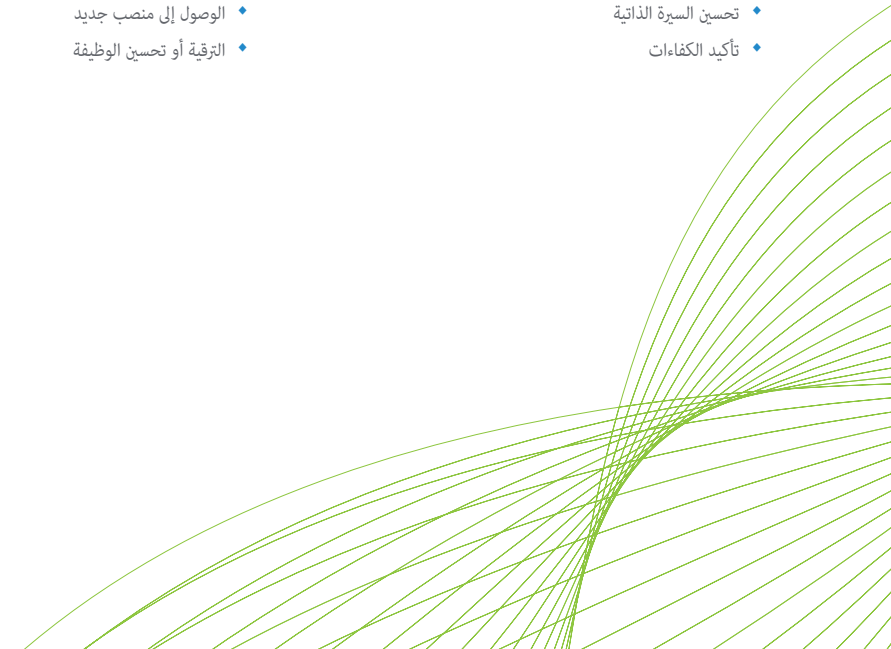 تحسين السيرة الذاتية
تأكيد الكفاءات
الوصول إلى منصب جديد
الترقية أو تحسين الوظيفة